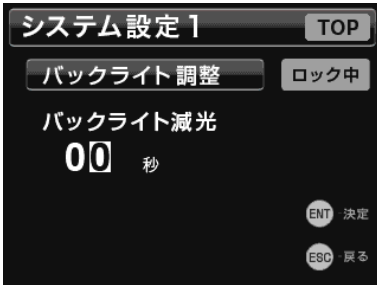 システム設定1 TOP
バックライト調整 ロック中
バックライト減光
00 秒
ENT 決定
ESC 戻る